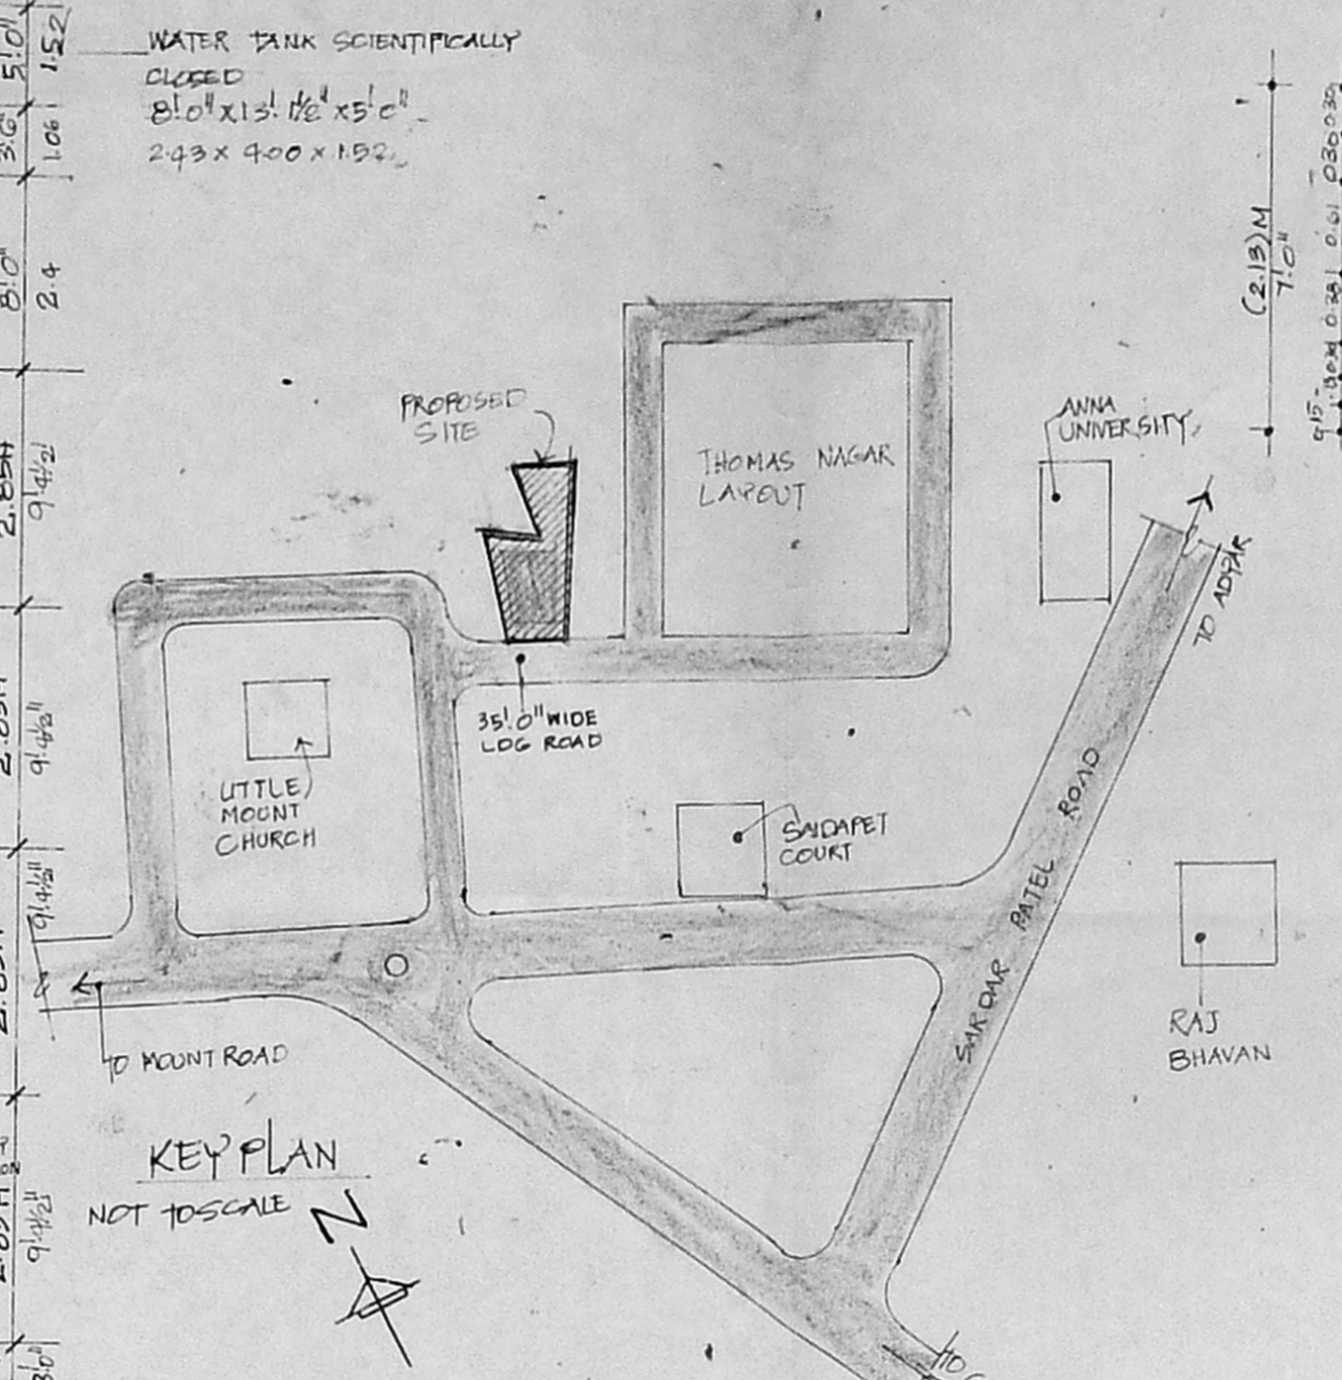 WATER TANK SCIENTIFICALLY
CLOSED
8'.0" X 13'.1½" X 5'.0"
2.43 X 4.00 X 1.52
5'.0"
1.52
3'.6"
1.06
8'.0"
2.4
2.85M
9'.4½"
9'.4½"
9'.4½"
9'.4½"
(2.13)M
7'.0"
PROPOSED
SITE
THOMAS NAGAR
LAYOUT
ANNA
UNIVERSITY
TO ADYAR
35'.0" WIDE
LDG ROAD
LITTLE
MOUNT
CHURCH
SAIDAPET
COURT
SARDAR PATEL ROAD
RAJ
BHAVAN
TO MOUNT ROAD
KEY PLAN
NOT TO SCALE
N
TO